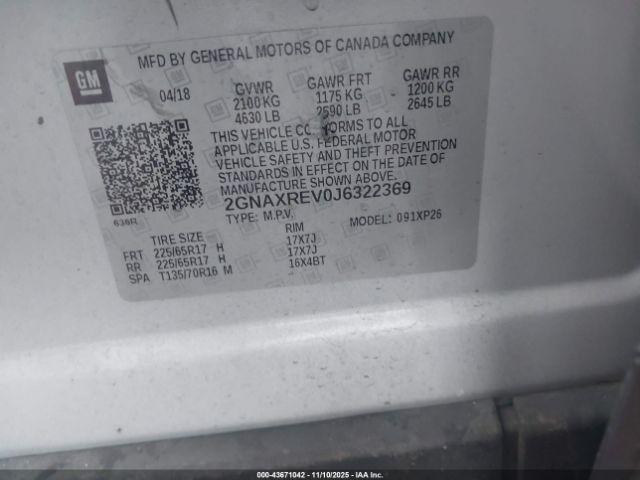 MFD BY GENERAL MOTORS OF CANADA COMPANY
GM
04/18 GVWR GAWR FRT GAWR RR
2100 KG 1175 KG 1200 KG
4630 LB 2590 LB 2645 LB
THIS VEHICLE CONFORMS TO ALL
APPLICABLE U.S. FEDERAL MOTOR
VEHICLE SAFETY AND THEFT PREVENTION
STANDARDS IN EFFECT ON THE DATE OF
MANUFACTURE SHOWN ABOVE.
2GNAXREV0J6322369
636R
TYPE: M.P.V. MODEL: 091XP26
TIRE SIZE RIM
FRT 225/65R17 H 17X7J
RR 225/65R17 H 17X7J
SPA T135/70R16 M 16X4BT
000-43671042 - 11/10/2025 - IAA Inc.